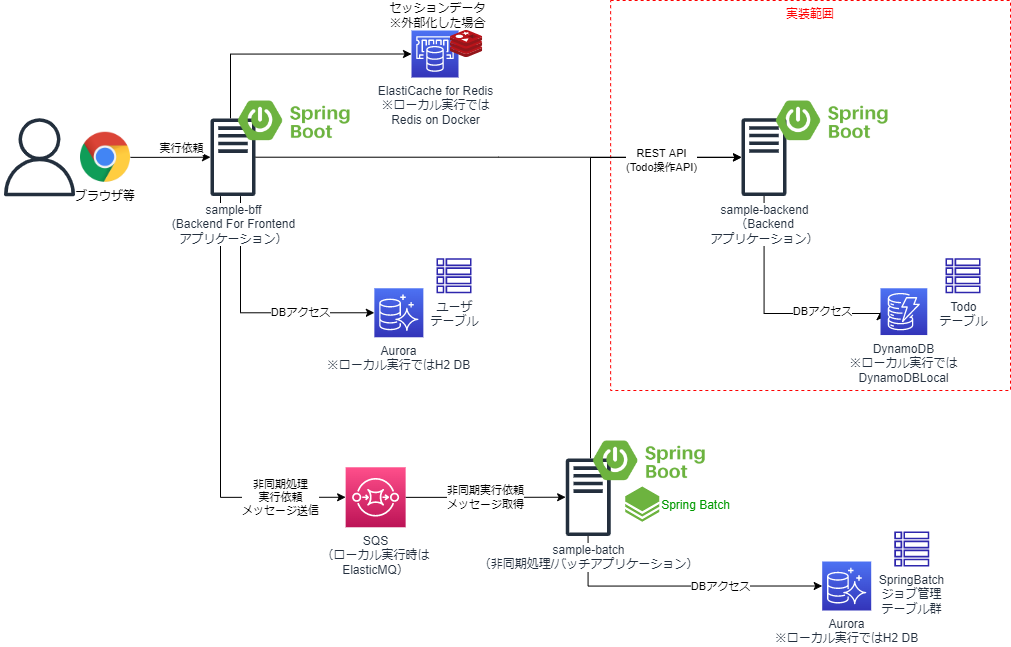 セッションデータ
※外部化した場合
ElastiCache for Redis
※ローカル実行では
Redis on Docker
実装範囲
Spring
Boot
Spring
Boot
実行依頼
ブラウザ等
REST API
(Todo操作API)
sample-bff
(Backend For Frontend
アプリケーション）
sample-backend
（Backend
アプリケーション）
DBアクセス
ユーザ
テーブル
Aurora
※ローカル実行ではH2 DB
DBアクセス
Todo
テーブル
DynamoDB
※ローカル実行では
DynamoDBLocal
Spring
Boot
Spring Batch
非同期処理
実行依頼
メッセージ送信
非同期実行依頼
メッセージ取得
SQS
（ローカル実行時は
ElasticMQ）
sample-batch
（非同期処理/バッチアプリケーション）
DBアクセス
SpringBatch
ジョブ管理
テーブル群
Aurora
※ローカル実行ではH2 DB